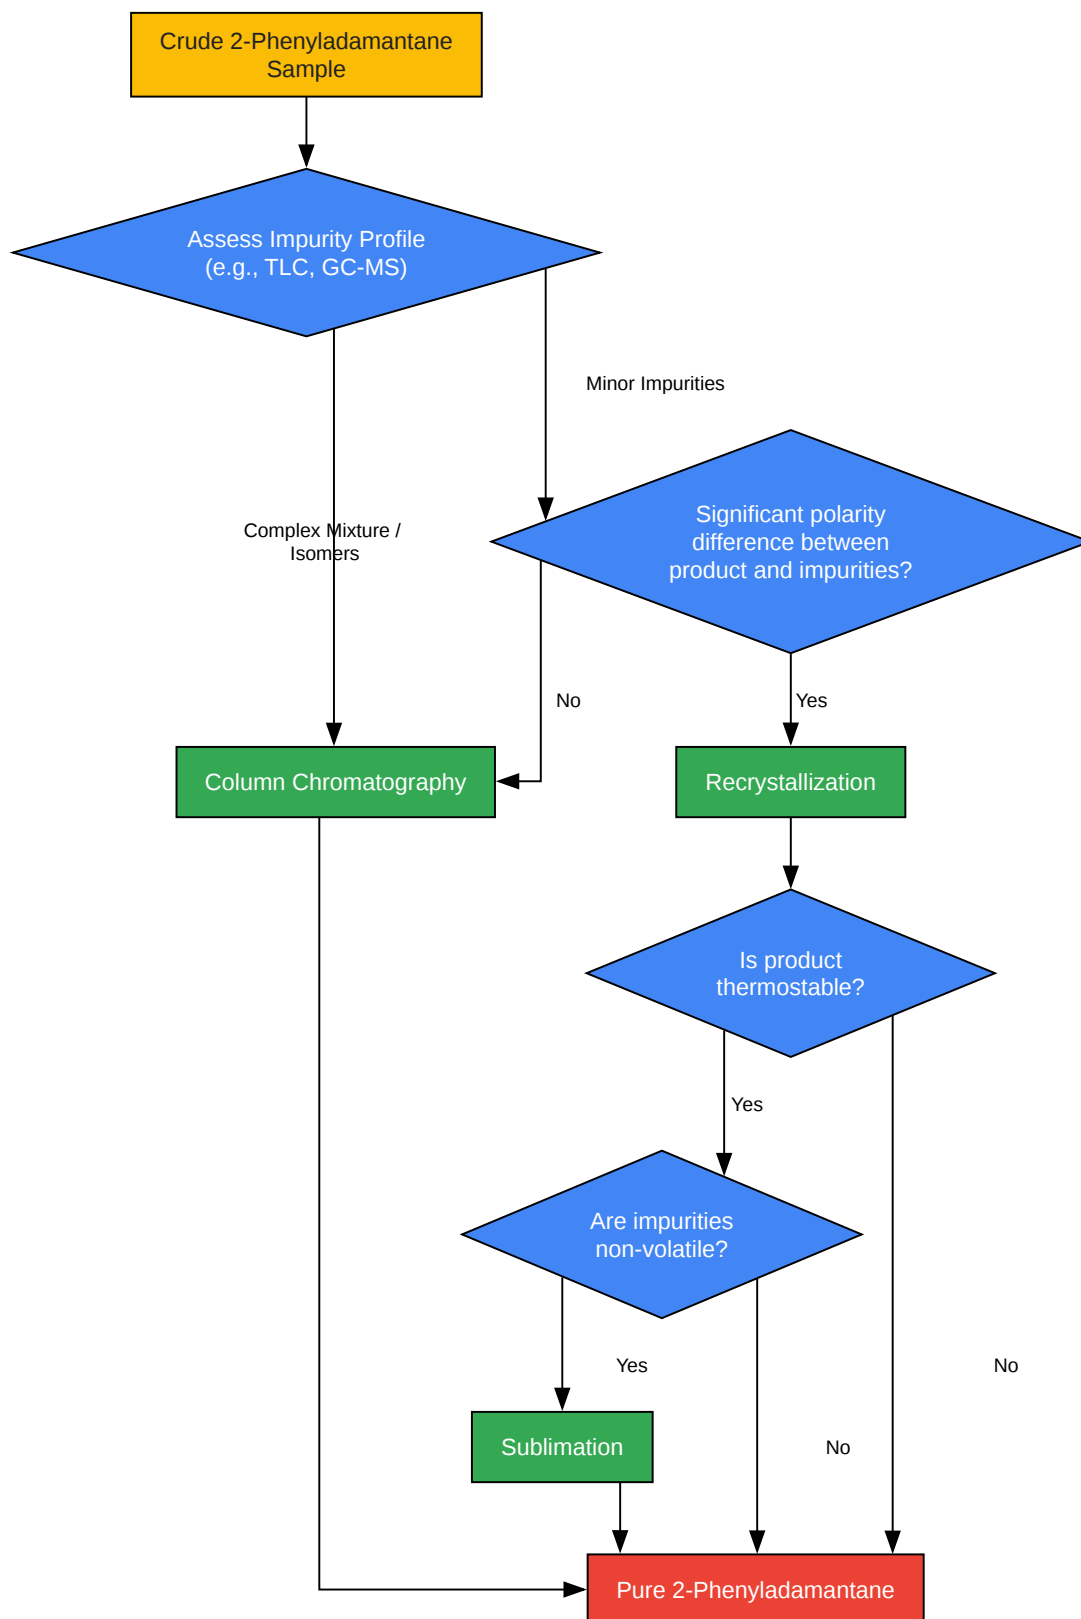 Crude 2-Phenyladamantane
Sample
Assess Impurity Profile
(e.g., TLC, GC-MS)
Minor Impurities
Complex Mixture /
Isomers
Significant polarity
difference between
product and impurities?
No
Yes
Column Chromatography
Recrystallization
Is product
thermostable?
Yes
Are impurities
non-volatile?
Yes
No
Sublimation
No
Pure 2-Phenyladamantane